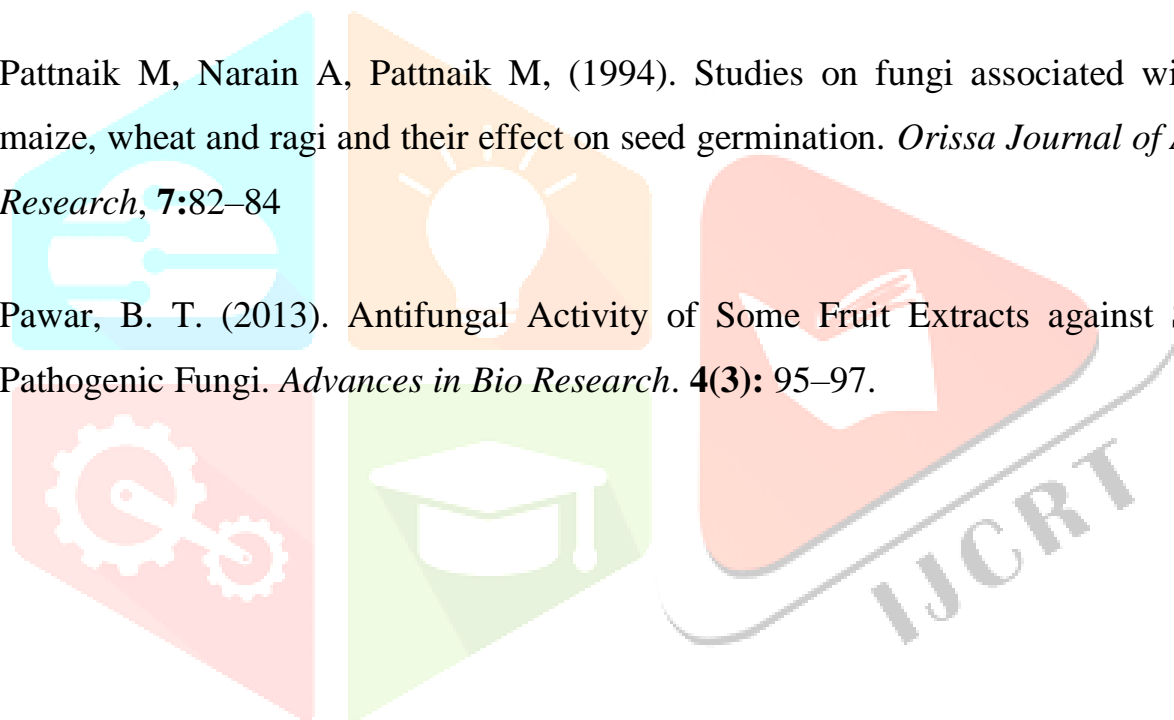 Pattnaik M, Narain A, Pattnaik M, (1994). Studies on fungi associated
maize, wheat and ragi and their effect on seed germination. Orissa Journal of
Research, 7:82–84
Pawar, B. T. (2013). Antifungal Activity of Some Fruit Extracts against
Pathogenic Fungi. Advances in Bio Research. 4(3): 95–97.
IJCRT